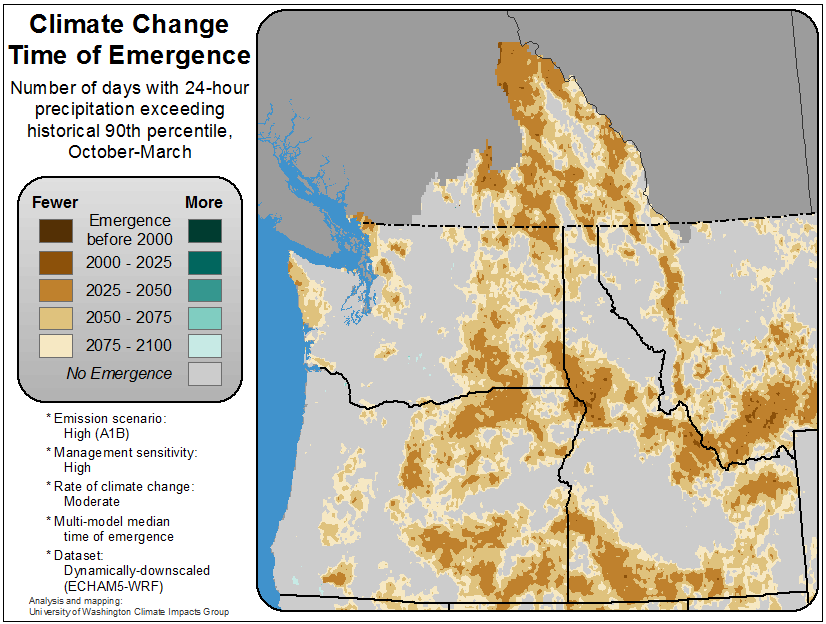 Climate Change
Time of Emergence
Number of days with 24-hour
precipitation exceeding
historical 90th percentile,
October-March
Fewer More
Emergence
before 2000
2000 - 2025
2025 - 2050
2050 - 2075
2075 - 2100
No Emergence
* Emission scenario:
High (A1B)
* Management sensitivity:
High
* Rate of climate change:
Moderate
* Multi-model median
time of emergence
* Dataset:
Dynamically-downscaled
(ECHAM5-WRF)
Analysis and mapping:
University of Washington Climate Impacts Group